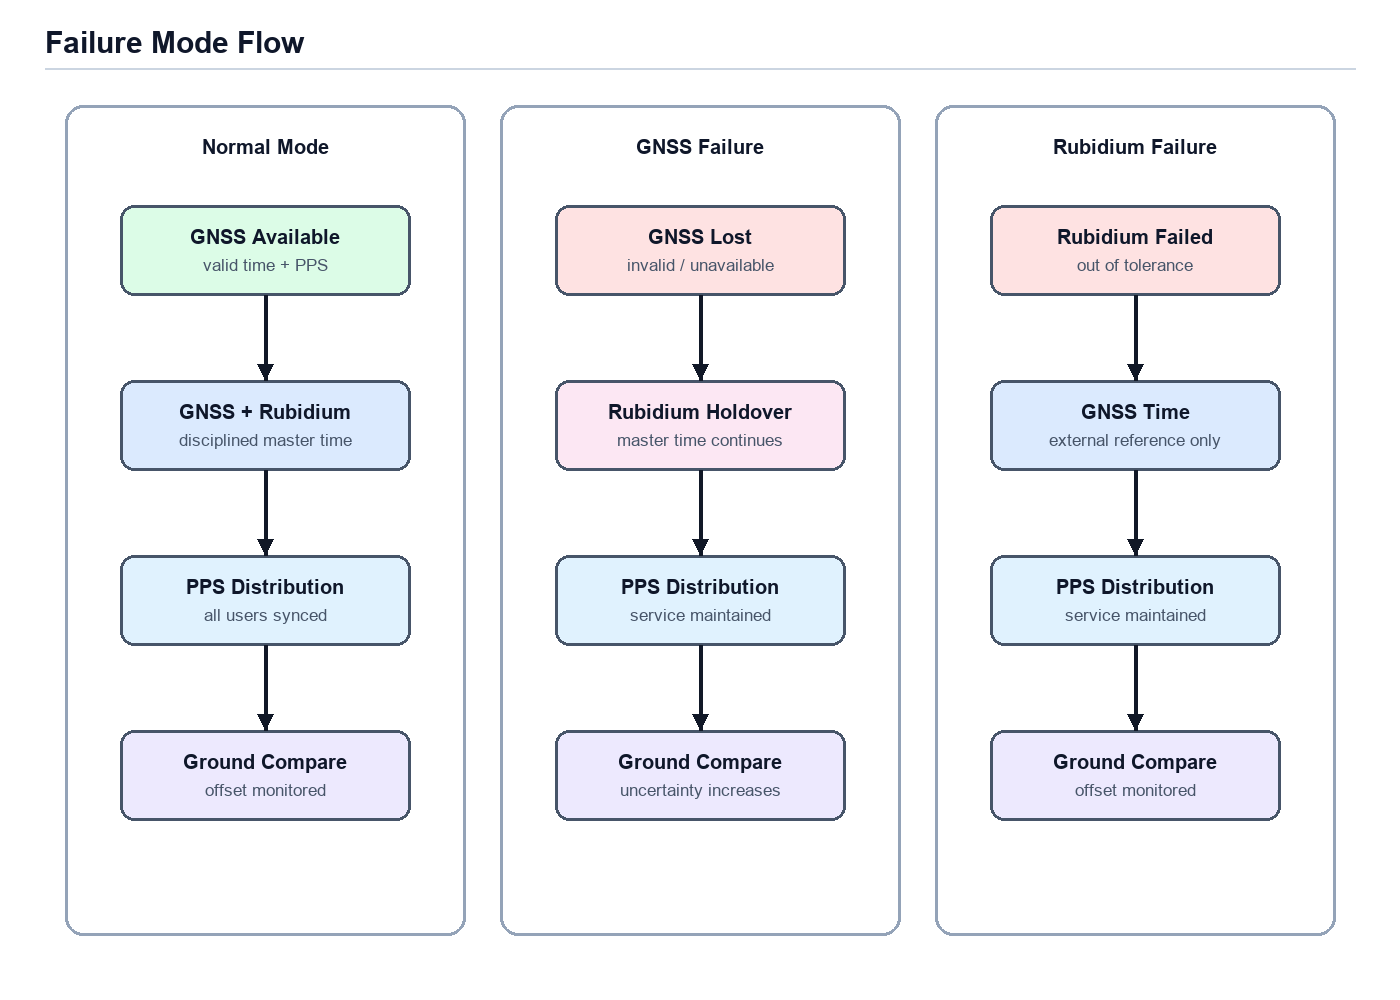 Failure Mode Flow
Normal Mode
GNSS Available
valid time + PPS
GNSS + Rubidium
disciplined master time
PPS Distribution
all users synced
Ground Compare
offset monitored
GNSS Failure
GNSS Lost
invalid / unavailable
Rubidium Holdover
master time continues
PPS Distribution
service maintained
Ground Compare
uncertainty increases
Rubidium Failure
Rubidium Failed
out of tolerance
GNSS Time
external reference only
PPS Distribution
service maintained
Ground Compare
offset monitored